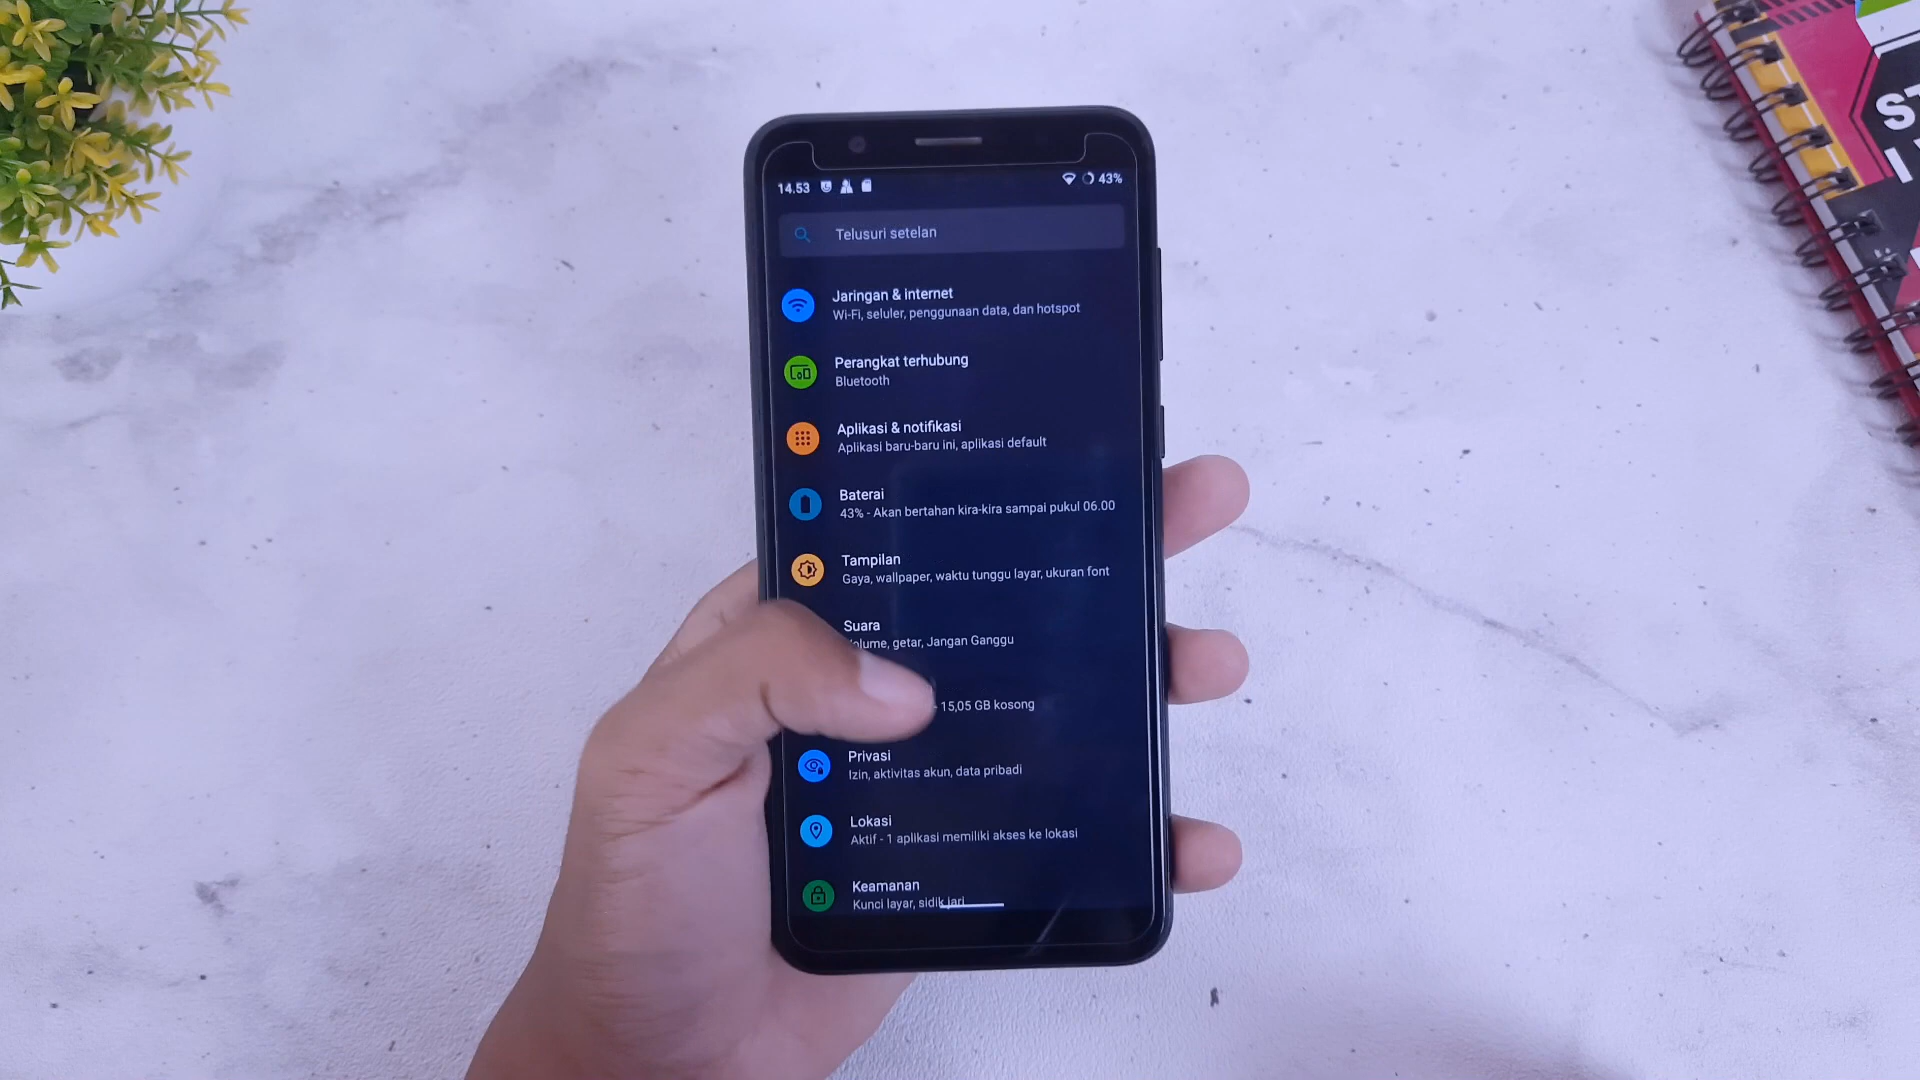 14.53
43%
Telusuri setelan
Jaringan & internet
Wi-Fi, seluler, penggunaan data, dan hotspot
Perangkat terhubung
Bluetooth
Aplikasi & notifikasi
Aplikasi baru-baru ini, aplikasi default
Baterai
43% - Akan bertahan kira-kira sampai pukul 06.00
Tampilan
Gaya, wallpaper, waktu tunggu layar, ukuran font
Suara
Volume, getar, Jangan Ganggu
- 15,05 GB kosong
Privasi
Izin, aktivitas akun, data pribadi
Lokasi
Aktif - 1 aplikasi memiliki akses ke lokasi
Keamanan
Kunci layar, sidik jari